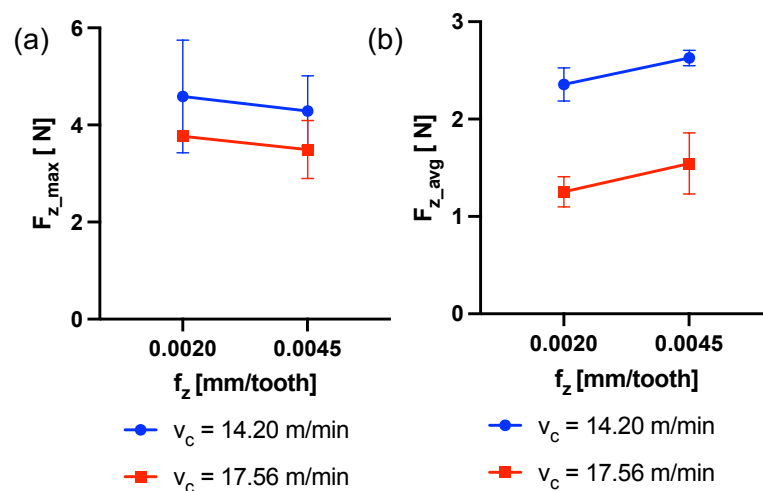 (a)
6
4
2
0
F_z_max [ N]
0.0020
0.0045
f_z [mm/tooth]
v_c = 14.20 m/min
v_c = 17.56 m/min
(b)
3
2
1
0
F_z_avg [ N]
0.0020
0.0045
f_z [mm/tooth]
v_c = 14.20 m/min
v_c = 17.56 m/min